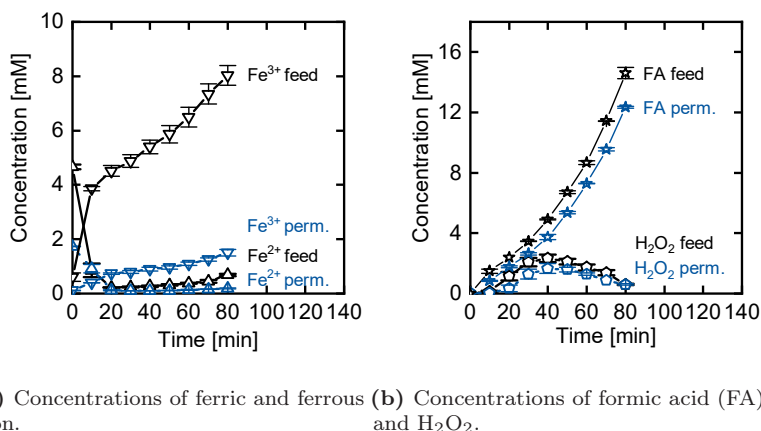 10
8
6
4
2
0
Concentration [mM]
Fe³⁺ feed
Fe³⁺ perm.
Fe²⁺ feed
Fe²⁺ perm.
0 20 40 60 80 100 120 140
Time [min]
16
12
8
4
0
Concentration [mM]
FA feed
FA perm.
H₂O₂ feed
H₂O₂ perm.
0 20 40 60 80 100 120 140
Time [min]
) Concentrations of ferric and ferrous
on.
(b) Concentrations of formic acid (FA)
and H₂O₂.